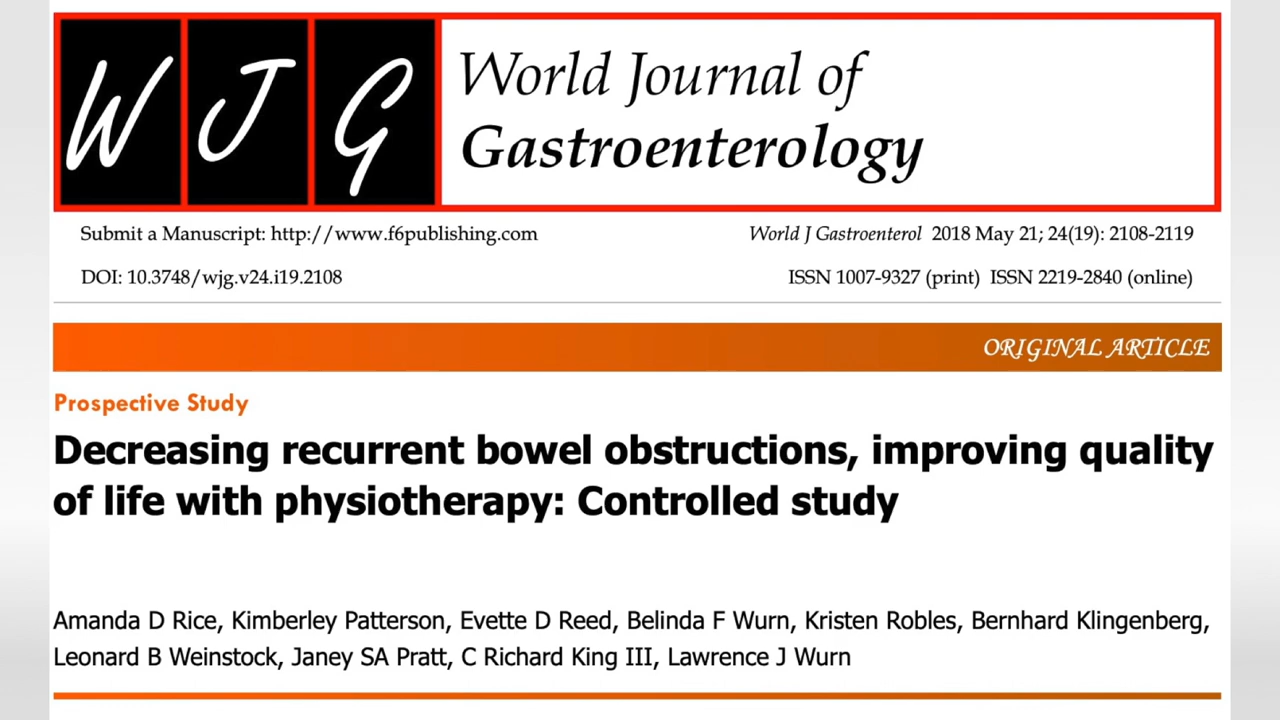 W J G
World Journal of
Gastroenterology
Submit a Manuscript: http://www.f6publishing.com
World J Gastroenterol 2018 May 21; 24(19): 2108-2119
DOI: 10.3748/wjg.v24.i19.2108
ISSN 1007-9327 (print) ISSN 2219-2840 (online)
ORIGINAL ARTICLE
Prospective Study
Decreasing recurrent bowel obstructions, improving quality
of life with physiotherapy: Controlled study
Amanda D Rice, Kimberley Patterson, Evette D Reed, Belinda F Wurn, Kristen Robles, Bernhard Klingenberg,
Leonard B Weinstock, Janey SA Pratt, C Richard King III, Lawrence J Wurn